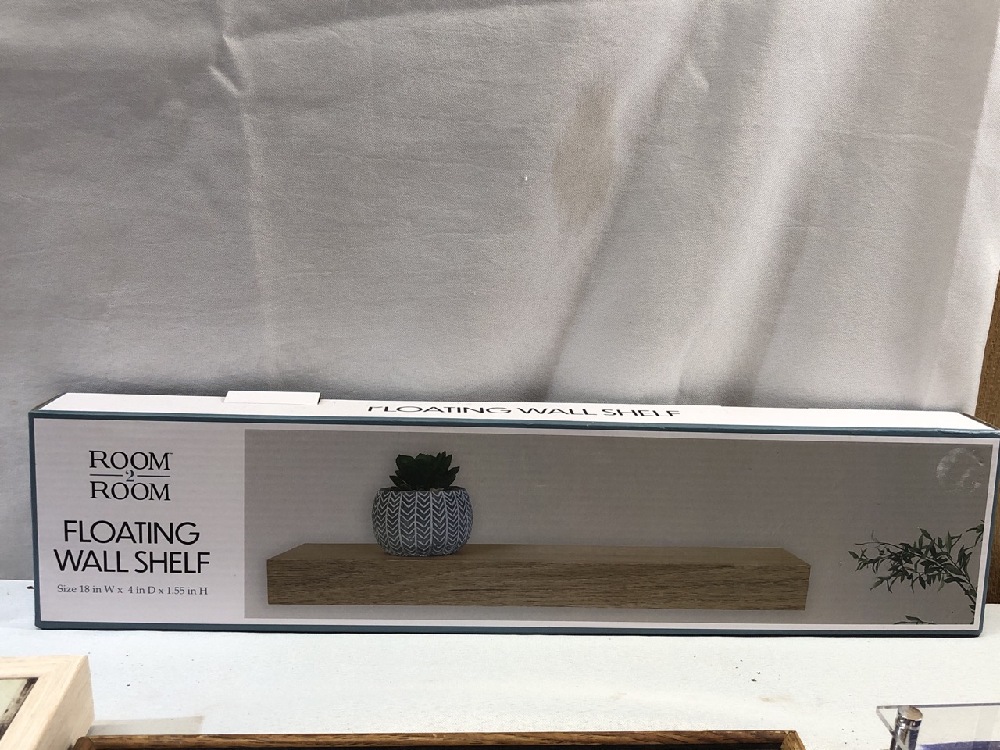 FLOATING WALL SHELF
ROOM
2
ROOM
FLOATING
WALL SHELF
Size 18 in W x 4 in D x 1.55 in H